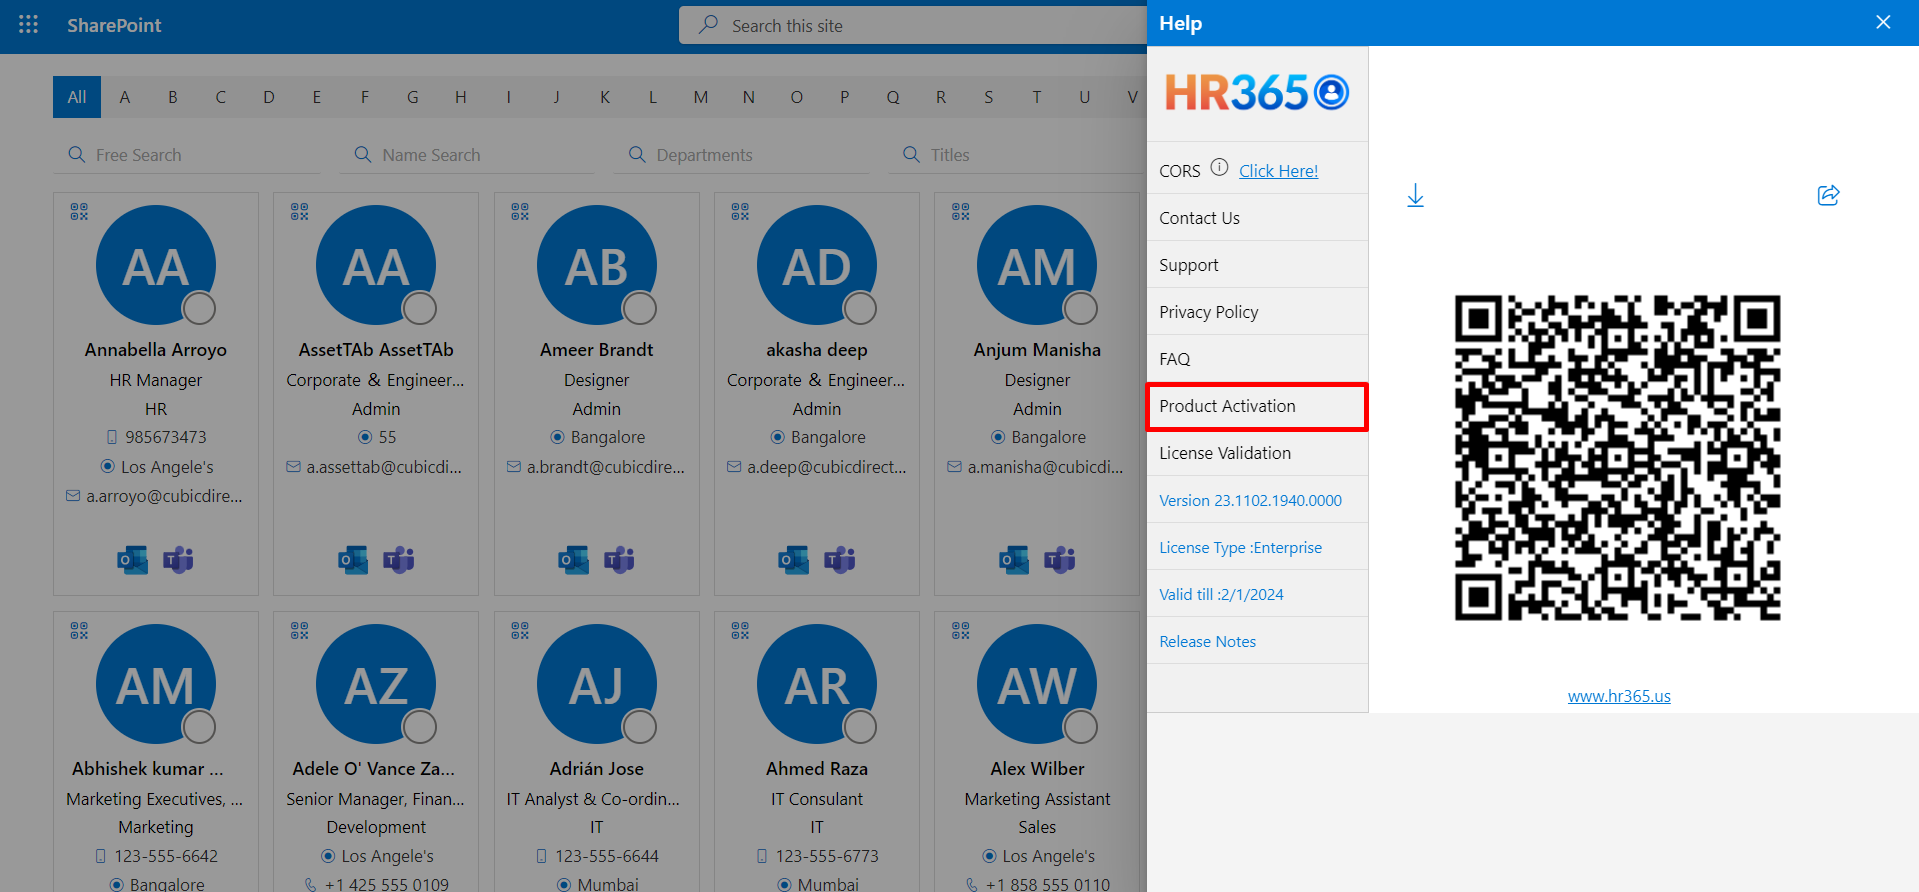 SharePoint
Search this site
Help
All A B C D E F G H I J K L M N O P Q R S T U V
Free Search
Name Search
Departments
Titles
AA
Annabella Arroyo
HR Manager
HR
985673473
Los Angele's
a.arroyo@cubicdire...
AA
AssetTAb AssetTAb
Corporate & Engineer...
Admin
55
a.assettab@cubicdi...
AB
Ameer Brandt
Designer
Admin
Bangalore
a.brandt@cubicdire...
AD
akasha deep
Corporate & Engineer...
Admin
Bangalore
a.deep@cubicdirect...
AM
Anjum Manisha
Designer
Admin
Bangalore
a.manisha@cubicdi...
AM
Abhishek kumar ...
Marketing Executives, ...
Marketing
123-555-6642
Bangalore
AZ
Adele O' Vance Za...
Senior Manager, Finan...
Development
Los Angele's
+1 425 555 0109
AJ
Adrián Jose
IT Analyst & Co-ordin...
IT
123-555-6644
Mumbai
AR
Ahmed Raza
IT Consulant
IT
123-555-6773
Mumbai
AW
Alex Wilber
Marketing Assistant
Sales
Los Angele's
+1 858 555 0110
HR365
CORS Click Here!
Contact Us
Support
Privacy Policy
FAQ
Product Activation
License Validation
Version 23.1102.1940.0000
License Type :Enterprise
Valid till :2/1/2024
Release Notes
www.hr365.us